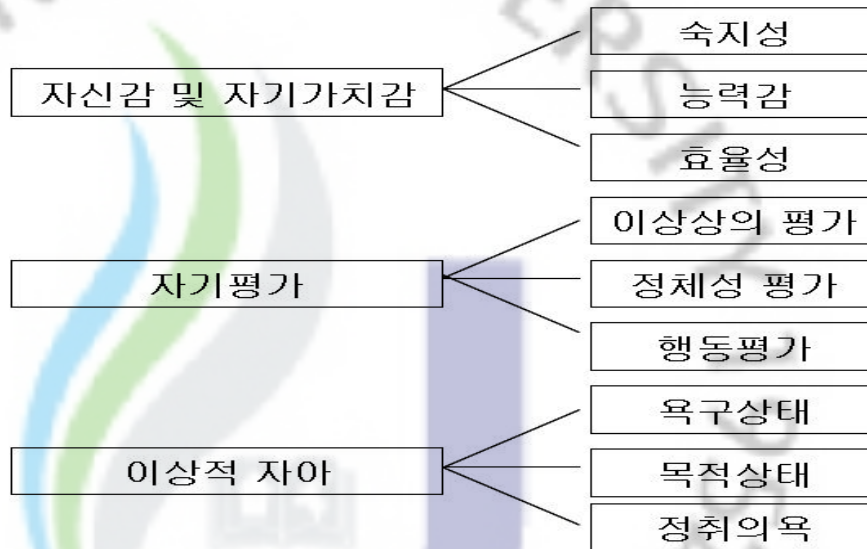 자신감 및 자기가치감
숙지성
능력감
효율성
자기평가
이상상의 평가
정체성 평가
행동평가
이상적 자아
욕구상태
목적상태
정취의욕